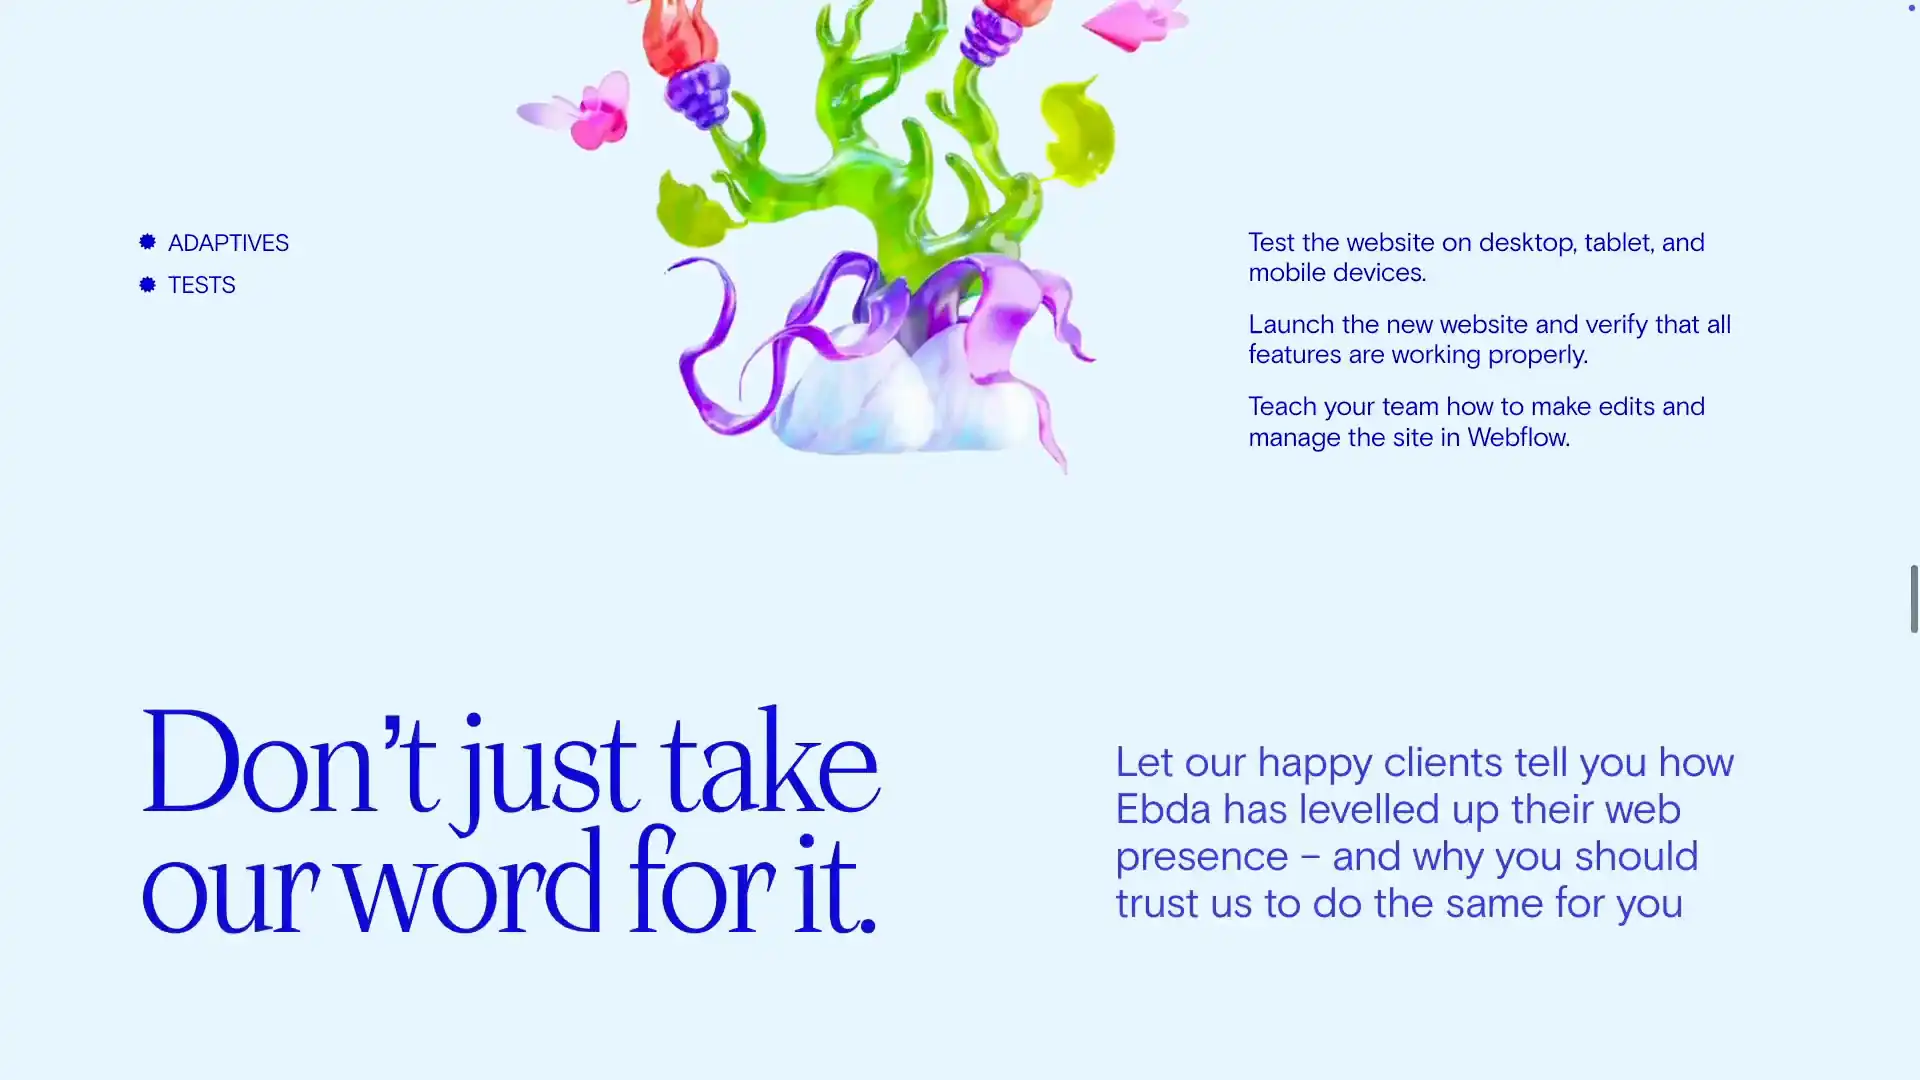 ADAPTIVES
TESTS
Test the website on desktop, tablet, and
mobile devices.
Launch the new website and verify that all
features are working properly.
Teach your team how to make edits and
manage the site in Webflow.
Don’t just take
our word for it.
Let our happy clients tell you how
Ebda has levelled up their web
presence – and why you should
trust us to do the same for you